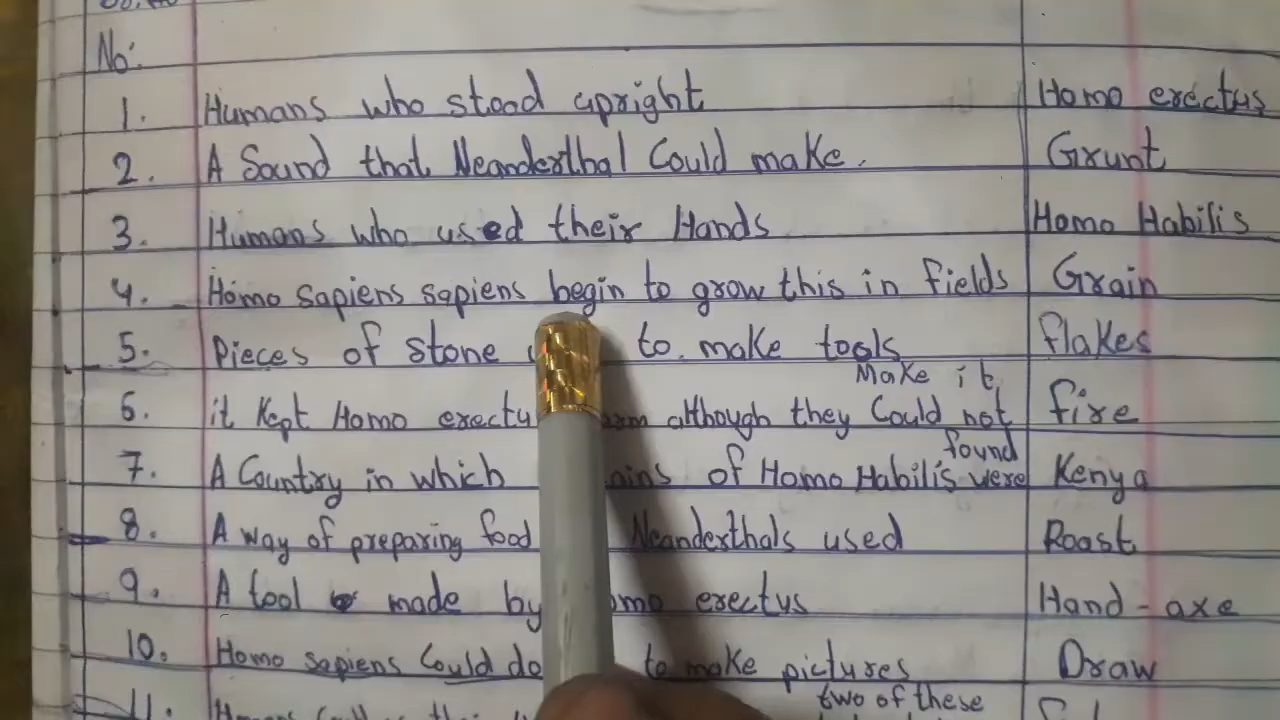 No:
1. Humans who stood upright Homo erectus
2. A Sound that Neanderthal Could make. Grunt
3. Humans who used their Hands Homo Habilis
4. Homo sapiens sapiens begin to grow this in fields Grain
5. Pieces of stone to make tools flakes
Make it
6. it Kept Homo although they Could not fire
found
7. A Country in which of Homo Habilis were Kenya
8. A way of preparing food Neanderthals used Roast
9. A tool made by erectus Hand-axe
10. Homo sapiens Could do to make pictures Draw
two of these
11. Humans